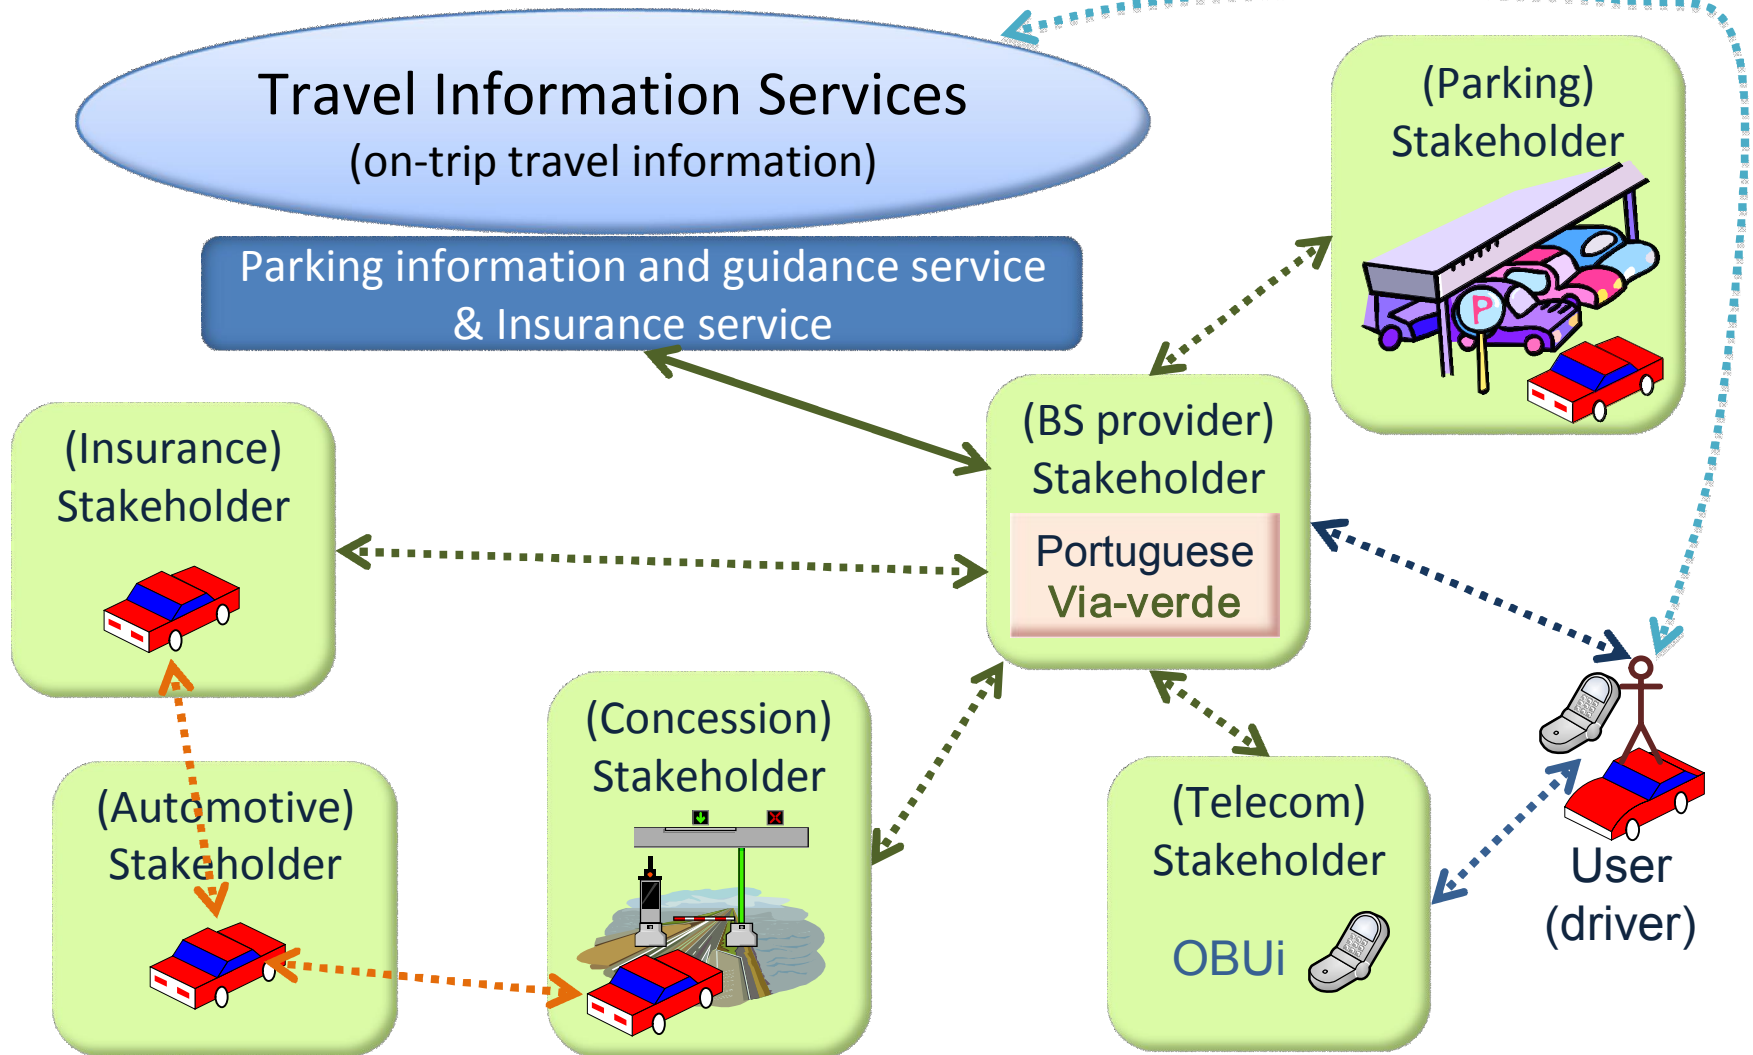 Travel Information Services
(on-trip travel information)
Parking information and guidance service
& Insurance service
(Parking)
Stakeholder
P
(BS provider)
Stakeholder
Portuguese
Via-verde
(Insurance)
Stakeholder
(Concession)
Stakeholder
(Automotive)
Stakeholder
(Telecom)
Stakeholder
OBUi
User
(driver)